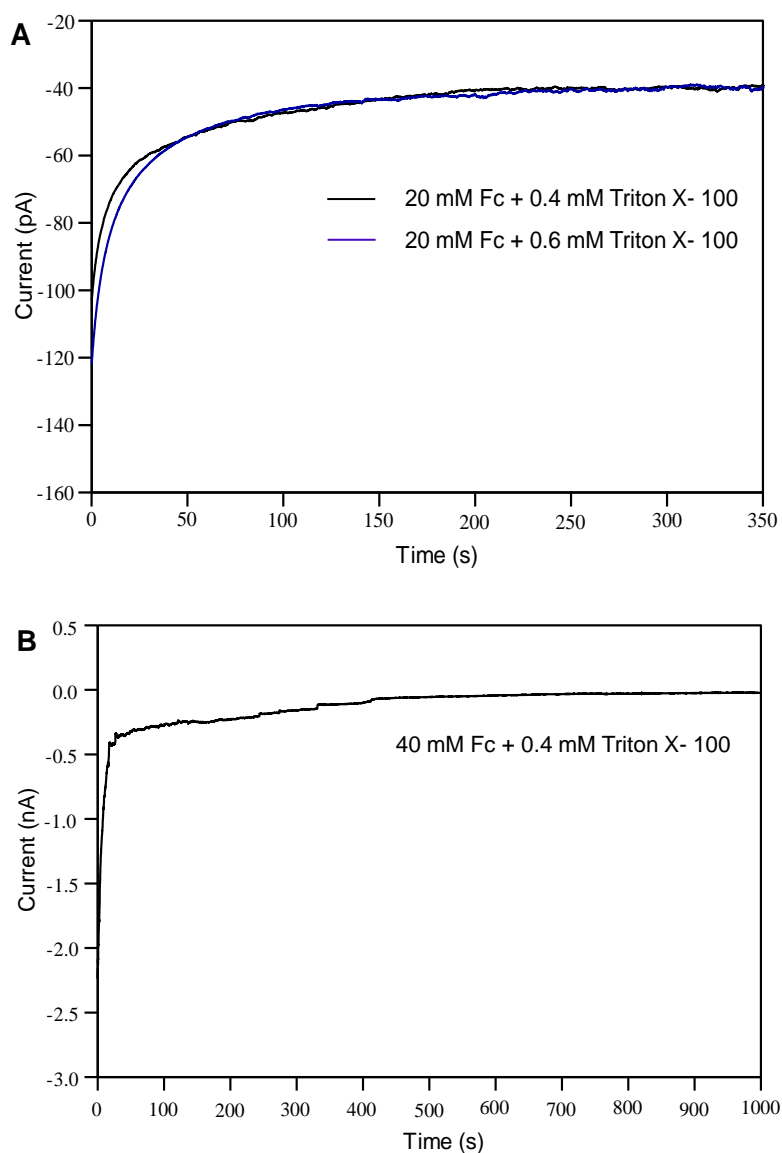 A
-20
-40
-60
-80
-100
-120
-140
-160
Current (pA)
20 mM Fc + 0.4 mM Triton X- 100
20 mM Fc + 0.6 mM Triton X- 100
0 50 100 150 200 250 300 350
Time (s)
B
0.5
0.0
-0.5
-1.0
-1.5
-2.0
-2.5
-3.0
Current (nA)
40 mM Fc + 0.4 mM Triton X- 100
0 100 200 300 400 500 600 700 800 900 1000
Time (s)